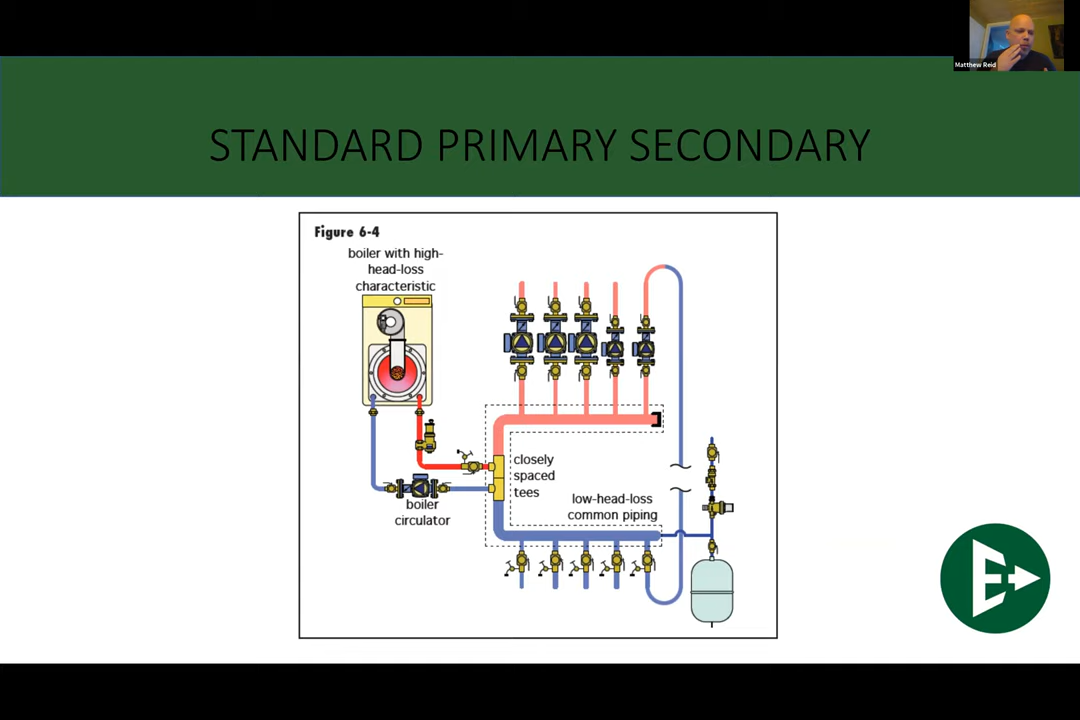 Matthew Reid
STANDARD PRIMARY SECONDARY
Figure 6-4
boiler with high-
head-loss
characteristic
closely
spaced
tees
low-head-loss
common piping
boiler
circulator
E